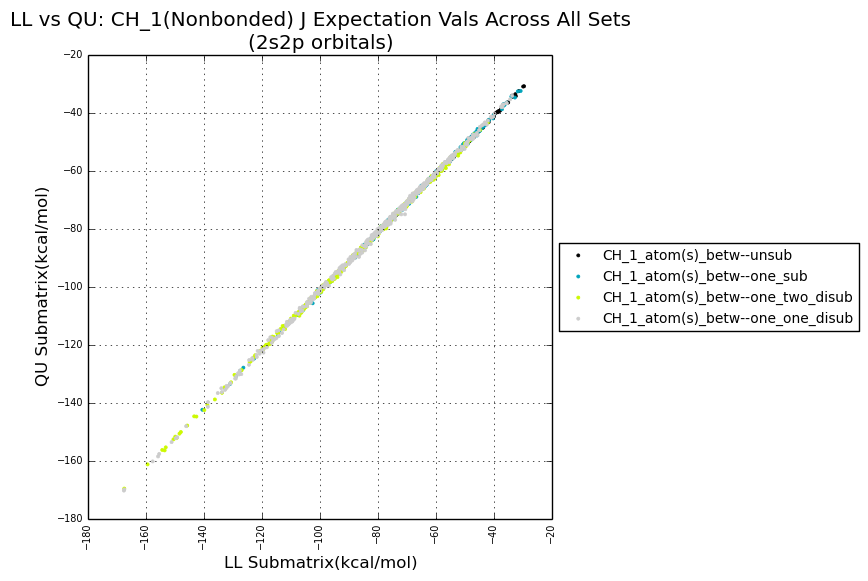 LL vs QU: CH_1(Nonbonded) J Expectation Vals Across All Sets
(2s2p orbitals)
−20
−40
−60
−80
−100
−120
−140
−160
−180
QU Submatrix(kcal/mol)
−180
−160
−140
−120
−100
−80
−60
−40
−20
LL Submatrix(kcal/mol)
CH_1_atom(s)_betw--unsub
CH_1_atom(s)_betw--one_sub
CH_1_atom(s)_betw--one_two_disub
CH_1_atom(s)_betw--one_one_disub